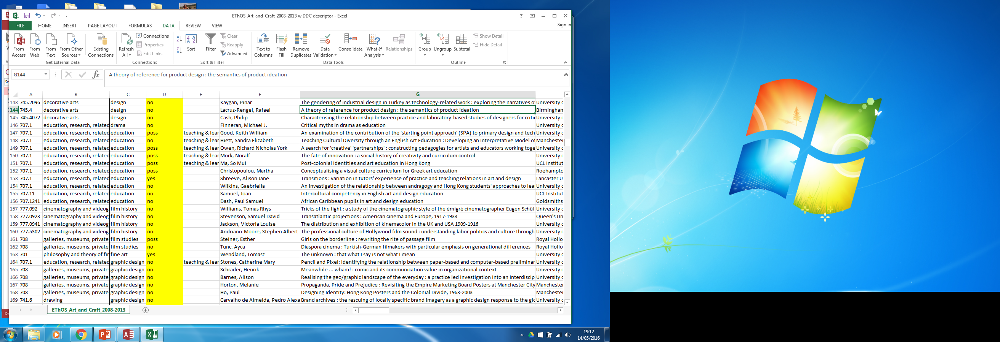 EThOS_Art_and_Craft_2008-2013 w DDC descriptor - Excel
FILE HOME INSERT PAGE LAYOUT FORMULAS DATA REVIEW VIEW Sign in
From Access From Web From Text From Other Sources Existing Connections Refresh All Connections Properties Edit Links Sort Filter Clear Reapply Advanced Text to Columns Flash Fill Remove Duplicates Data Validation Consolidate What-If Analysis Relationships Group Ungroup Subtotal Show Detail Hide Detail
Get External Data Connections Sort & Filter Data Tools Outline
G144 fx A theory of reference for product design : the semantics of product ideation
A B C D E F G
143 745.2096 decorative arts design no Kaygan, Pinar The gendering of industrial design in Turkey as technology-related work : exploring the narratives of University o
144 745.4 decorative arts design no Lacruz-Rengel, Rafael A theory of reference for product design : the semantics of product ideation Birmingham
145 745.4072 decorative arts design no Cash, Philip Characterising the relationship between practice and laboratory-based studies of designers for critic University o
146 707.1 education, research, related drama no Finneran, Michael J. Critical myths in drama as education University o
147 707.1 education, research, related education poss teaching & lear Good, Keith William An examination of the contribution of the 'starting point approach' (SPA) to primary design and tech University o
148 707.1 education, research, related education no teaching & lear Hiett, Sandra Elizabeth Teaching Cultural Diversity through an English Art Education : Developing an Interpretative Model of Manchester
149 707.1 education, research, related education poss teaching & lear Owen, Richard Nicholas York A search for 'creative' 'partnerships' : constructing pedagogies for artists and educators working toge University o
150 707.1 education, research, related education poss teaching & lear Mork, Noralf The fate of innovation : a social history of creativity and curriculum control University o
151 707.1 education, research, related education poss teaching & lear Ma, So Mui Post-colonial identities and art education in Hong Kong UCL Institut
152 707.1 education, research, related education poss Christopoulou, Martha Conceptualising a visual culture curriculum for Greek art education Roehampto
153 707.1 education, research, related education yes Shreeve, Alison Jane Transitions : variation in tutors' experience of practice and teaching relations in art and design Lancaster U
154 707.1 education, research, related education no Wilkins, Gaebriella An investigation of the relationship between andragogy and Hong Kong students' approaches to lea University o
155 707.11 education, research, related education no Samuel, Joan Intercultural competency in English art and design education UCL Institut
156 707.1241 education, research, related education no Dash, Paul Samuel African Caribbean pupils in art and design education Goldsmiths
157 777.092 cinematography and videogr film history no Williams, Tomas Rhys Tricks of the light : a study of the cinematographic style of the émigré cinematographer Eugen Schüf University o
158 777.0923 cinematography and videogr film history no Stevenson, Samuel David Transatlantic projections : American cinema and Europe, 1917-1933 Queen's Un
159 777.0941 cinematography and videogr film history no Jackson, Victoria Louise The distribution and exhibition of kinemacolor in the UK and USA 1909-1916 University o
160 777.5302 cinematography and videogr film history no Andriano-Moore, Stephen Albert The professional culture of Hollywood film sound : understanding labor politics and culture through University o
161 708 galleries, museums, private film studies poss Steiner, Esther Girls on the borderline : rewriting the rite of passage film Royal Hollo
162 708 galleries, museums, private film studies no Tunc, Ayca Diaspora cinema : Turkish-German filmakers with particular emphasis on generational differences Royal Hollo
163 701 philosophy and theory of fin fine art yes Wendland, Tomasz The unknown : that what I say is not what I mean University o
164 707.1 education, research, related graphic design no teaching & lear Stones, Catherine Mary Pencil and Pixel: Identifying the relationship between paper-based and computer-based preliminar University o
165 708 galleries, museums, private graphic design no Schrader, Henrik Meanwhile ... wham! : comic and its communication value in organizational context University o
166 708 galleries, museums, private graphic design no Barnes, Alison Realising the geo/graphic landscape of the everyday : a practice led investigation into an interdiscip University o
167 708 galleries, museums, private graphic design no Horton, Melanie Propaganda, Pride and Prejudice : Revisiting the Empire Marketing Board Posters at Manchester City Manchester
168 708 galleries, museums, private graphic design no Ho, Paul Designing Identity: Hong Kong Posters and the Colonial Divide, 1963-2003 Manchester
169 741.6 drawing graphic design no Carvalho de Almeida, Pedro Alexa Brand archives : the rescuing of locally specific brand imagery as a graphic design response to the glo University o
EThOS_Art_and_Craft_2008-2013
19:12
14/05/2016